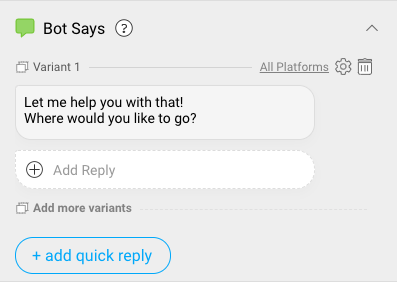 Bot Says ?
Variant 1 All Platforms
Let me help you with that!
Where would you like to go?
Add Reply
Add more variants
+ add quick reply